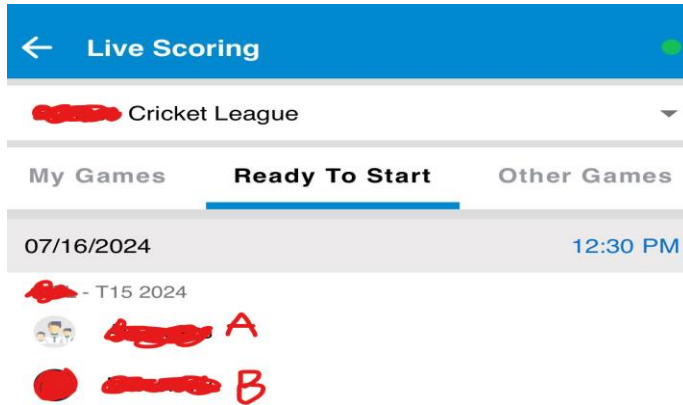 Live Scoring
Cricket League
My Games Ready To Start Other Games
07/16/2024 12:30 PM
- T15 2024
A
B